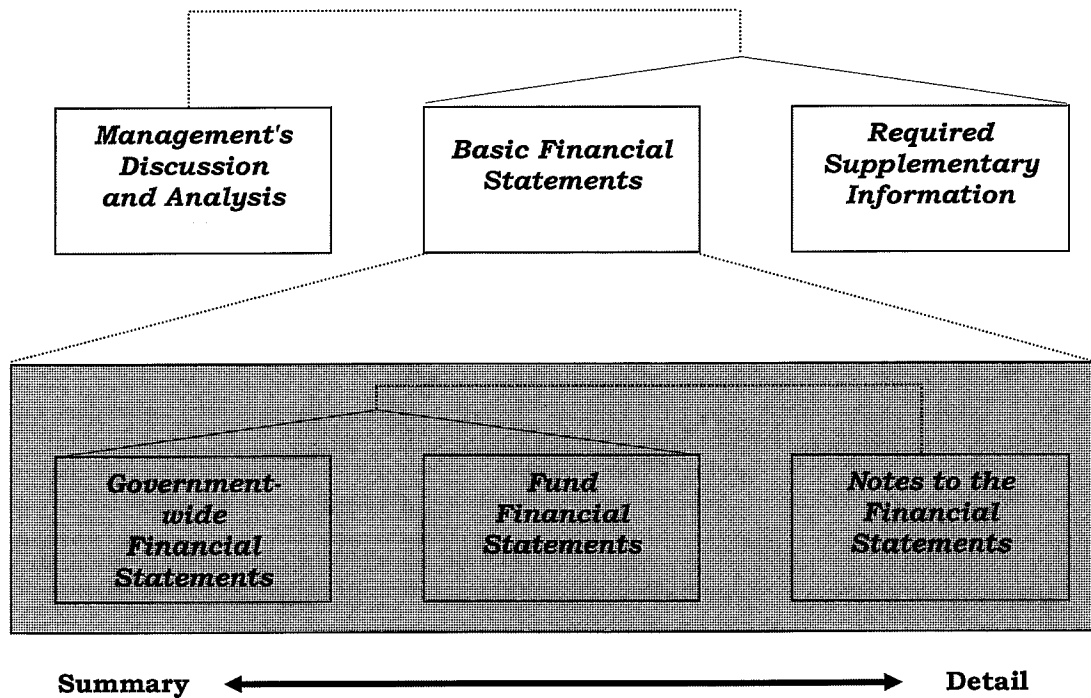 Management's
Discussion
and Analysis
Basic Financial
Statements
Required
Supplementary
Information
Government-
wide
Financial
Statements
Fund
Financial
Statements
Notes to the
Financial
Statements
Summary
Detail